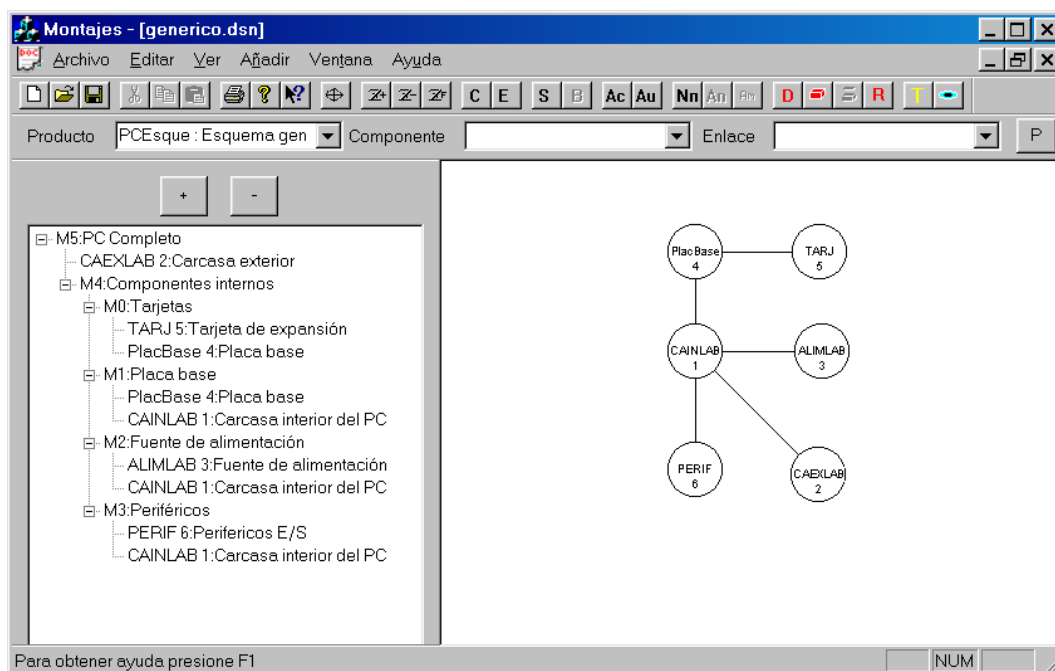 Montajes - [generico.dsn]
Archivo Editar Ver Añadir Ventana Ayuda
Z+ Z- ZF C E S B Ac Au Nn An Am D R T
Producto PCEsque : Esquema gen Componente Enlace P
+ -
M5:PC Completo
CAEXLAB 2:Carcasa exterior
M4:Componentes internos
M0:Tarjetas
TARJ 5:Tarjeta de expansión
PlacBase 4:Placa base
M1:Placa base
PlacBase 4:Placa base
CAINLAB 1:Carcasa interior del PC
M2:Fuente de alimentación
ALIMLAB 3:Fuente de alimentación
CAINLAB 1:Carcasa interior del PC
M3:Periféricos
PERIF 6:Perifericos E/S
CAINLAB 1:Carcasa interior del PC
PlacBase
4
TARJ
5
CAINLAB
1
ALIMLAB
3
PERIF
6
CAEXLAB
2
Para obtener ayuda presione F1
NUM